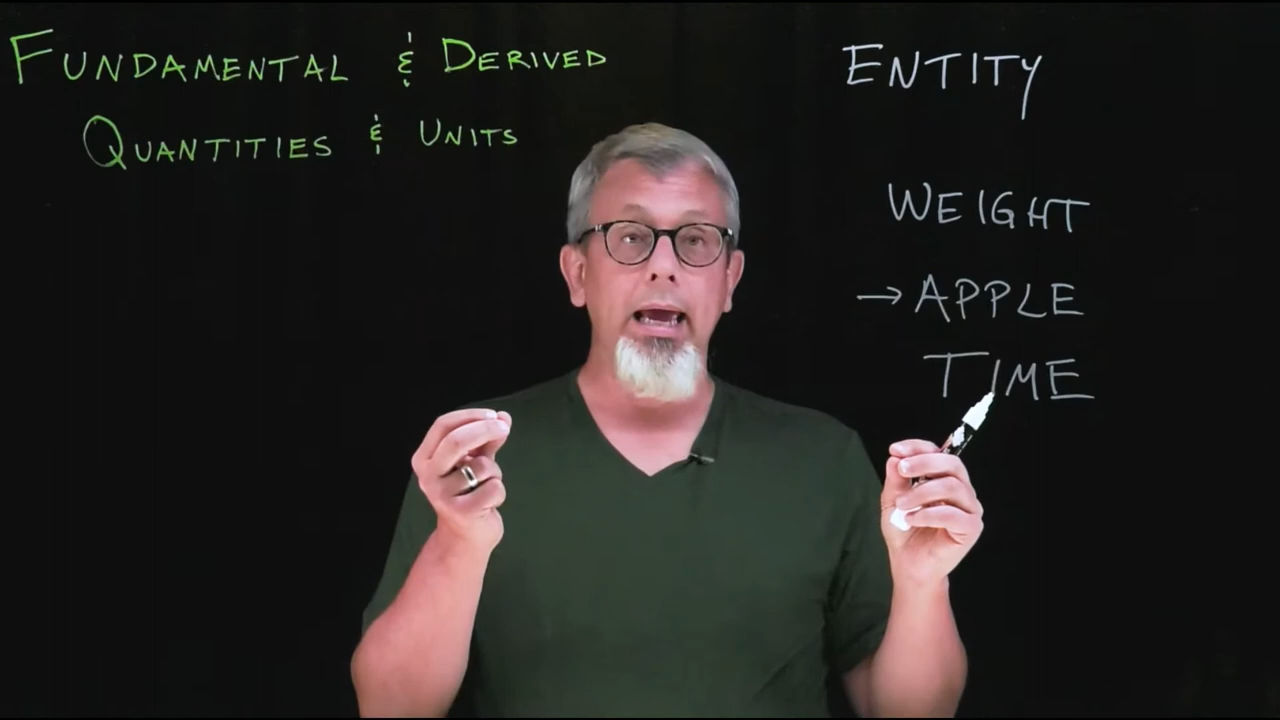 FUNDAMENTAL & DERIVED
QUANTITIES & UNITS
ENTITY
WEIGHT
→ APPLE
TIME